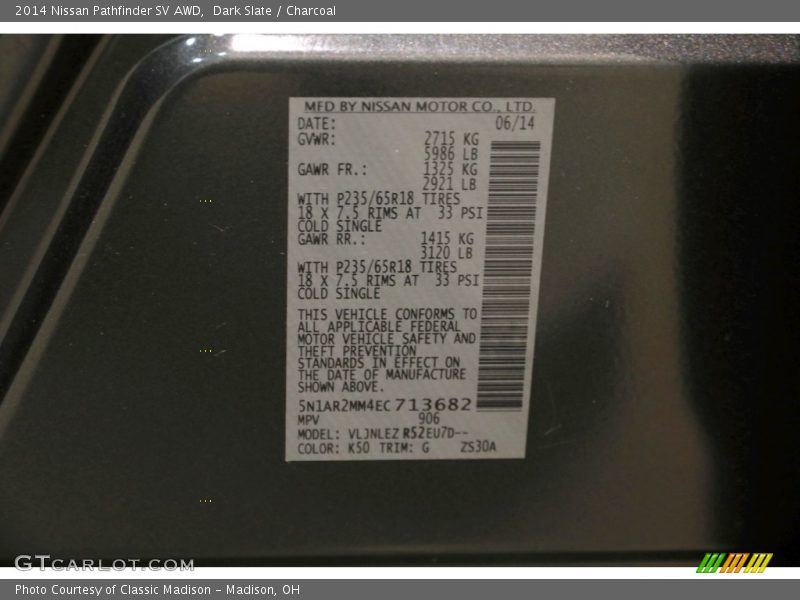 2014 Nissan Pathfinder SV AWD,  Dark Slate / Charcoal
MFD BY NISSAN MOTOR CO., LTD.
DATE: 06/14
GVWR: 2715 KG
5986 LB
GAWR FR.: 1325 KG
2921 LB
WITH P235/65R18 TIRES
18 X 7.5 RIMS AT 33 PSI
COLD SINGLE
GAWR RR.: 1415 KG
3120 LB
WITH P235/65R18 TIRES
18 X 7.5 RIMS AT 33 PSI
COLD SINGLE
THIS VEHICLE CONFORMS TO
ALL APPLICABLE FEDERAL
MOTOR VEHICLE SAFETY AND
THEFT PREVENTION
STANDARDS IN EFFECT ON
THE DATE OF MANUFACTURE
SHOWN ABOVE.
5N1AR2MM4EC713682
MPV 906
MODEL: VLJNLEZ R52EU7D--
COLOR: K50 TRIM: G ZS30A
GTCARLOT.COM
Photo Courtesy of Classic Madison – Madison, OH